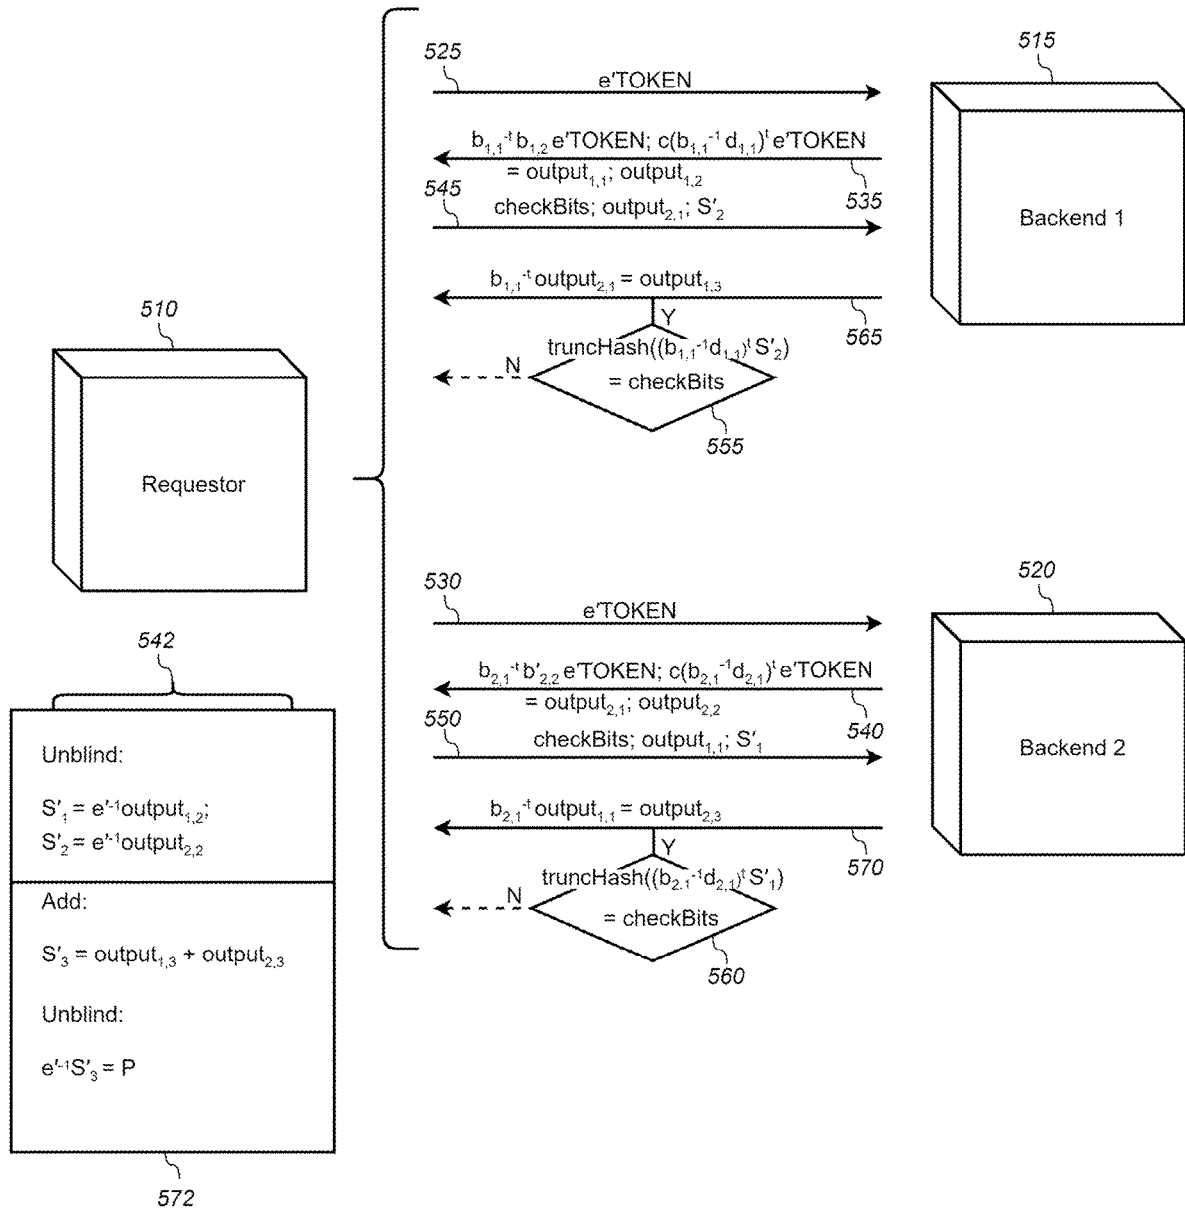 525
e′TOKEN
515
b₁,₁⁻ᵗ b₁,₂ e′TOKEN; c(b₁,₁⁻¹ d₁,₁)ᵗ e′TOKEN
= output₁,₁; output₁,₂
535
545
checkBits; output₂,₁; S′₂
Backend 1
b₁,₁⁻ᵗ output₂,₁ = output₁,₃
565
Y
truncHash((b₁,₁⁻¹d₁,₁)ᵗ S′₂)
= checkBits
N
555
510
Requestor
530
e′TOKEN
520
b₂,₁⁻ᵗ b′₂,₂ e′TOKEN; c(b₂,₁⁻¹ d₂,₁)ᵗ e′TOKEN
= output₂,₁; output₂,₂
540
550
checkBits; output₁,₁; S′₁
Backend 2
b₂,₁⁻ᵗ output₁,₁ = output₂,₃
570
Y
truncHash((b₂,₁⁻¹d₂,₁)ᵗ S′₁)
= checkBits
N
560
542
Unblind:
S′₁ = e′⁻¹output₁,₂;
S′₂ = e′⁻¹output₂,₂
Add:
S′₃ = output₁,₃ + output₂,₃
Unblind:
e′⁻¹S′₃ = P
572